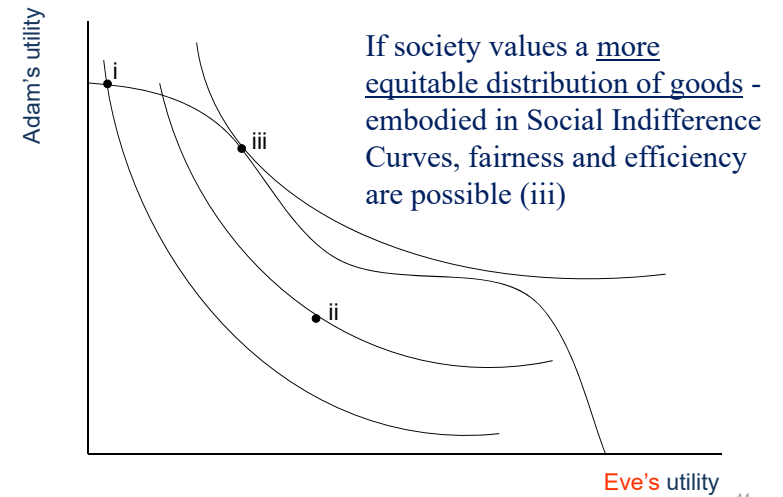 Adam's utility
If society values a more
equitable distribution of goods -
embodied in Social Indifference
Curves, fairness and efficiency
are possible (iii)
i
iii
ii
Eve's utility